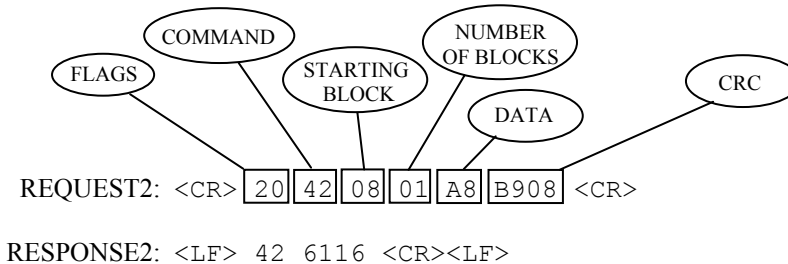 COMMAND
NUMBER
OF BLOCKS
FLAGS
STARTING
BLOCK
CRC
DATA
REQUEST2: <CR> 20 42 08 01 A8 B908 <CR>
RESPONSE2: <LF> 42 6116 <CR><LF>